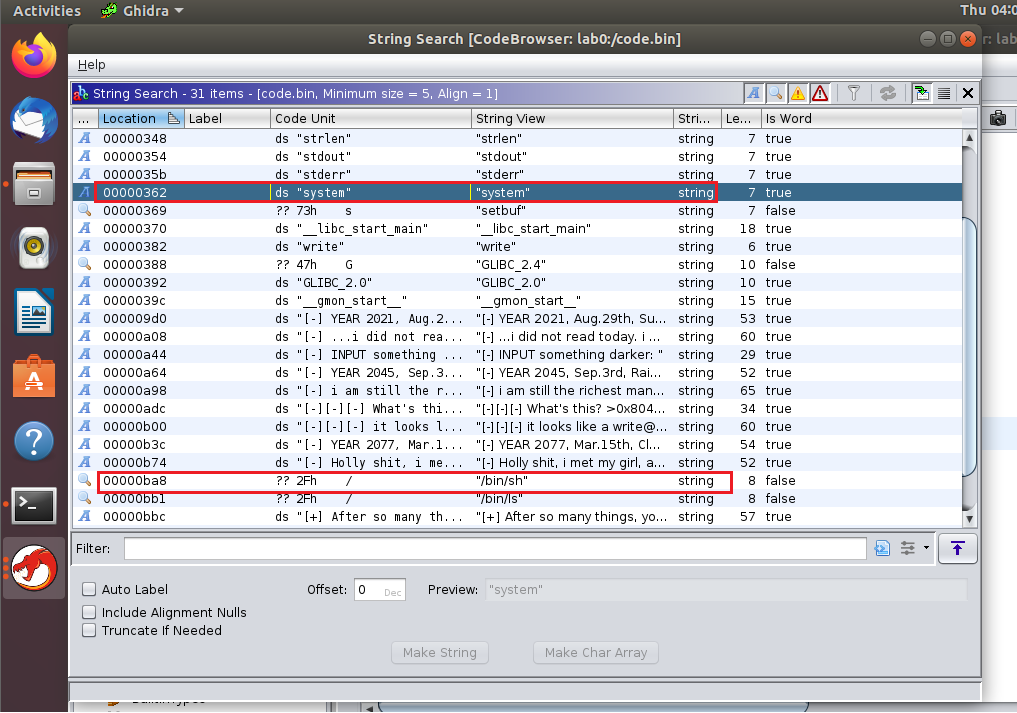 Activities Ghidra Thu 04:0
String Search [CodeBrowser: lab0:/code.bin] r: lab
Help
String Search - 31 items - [code.bin, Minimum size = 5, Align = 1]
... Location Label Code Unit String View Stri... Le... Is Word
00000348 ds "strlen" "strlen" string 7 true
00000354 ds "stdout" "stdout" string 7 true
0000035b ds "stderr" "stderr" string 7 true
00000362 ds "system" "system" string 7 true
00000369 ?? 73h s "setbuf" string 7 false
00000370 ds "__libc_start_main" "__libc_start_main" string 18 true
00000382 ds "write" "write" string 6 true
00000388 ?? 47h G "GLIBC_2.4" string 10 false
00000392 ds "GLIBC_2.0" "GLIBC_2.0" string 10 true
0000039c ds "__gmon_start__" "__gmon_start__" string 15 true
000009d0 ds "[-] YEAR 2021, Aug.2... "[-] YEAR 2021, Aug.29th, Su... string 53 true
00000a08 ds "[-] ...i did not rea... "[-] ...i did not read today. i ... string 60 true
00000a44 ds "[-] INPUT something ... "[-] INPUT something darker: " string 29 true
00000a64 ds "[-] YEAR 2045, Sep.3... "[-] YEAR 2045, Sep.3rd, Rai... string 52 true
00000a98 ds "[-] i am still the r... "[-] i am still the richest man... string 65 true
00000adc ds "[-][-][-] What's thi... "[-][-][-] What's this? >0x804... string 34 true
00000b00 ds "[-][-][-] it looks l... "[-][-][-] it looks like a write@... string 60 true
00000b3c ds "[-] YEAR 2077, Mar.1... "[-] YEAR 2077, Mar.15th, Cl... string 54 true
00000b74 ds "[-] Holly shit, i me... "[-] Holly shit, i met my girl, a... string 52 true
00000ba8 ?? 2Fh / "/bin/sh" string 8 false
00000bb1 ?? 2Fh / "/bin/ls" string 8 false
00000bbc ds "[+] After so many th... "[+] After so many things, yo... string 57 true
Filter:
Auto Label Offset: 0 Dec Preview: "system"
Include Alignment Nulls
Truncate If Needed
Make String Make Char Array